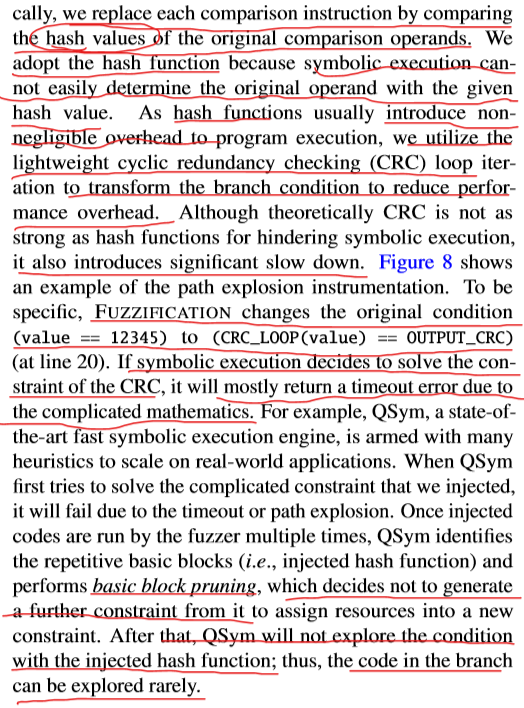 cally, we replace each comparison instruction by comparing
the hash values of the original comparison operands. We
adopt the hash function because symbolic execution can-
not easily determine the original operand with the given
hash value. As hash functions usually introduce non-
negligible overhead to program execution, we utilize the
lightweight cyclic redundancy checking (CRC) loop iter-
ation to transform the branch condition to reduce perfor-
mance overhead. Although theoretically CRC is not as
strong as hash functions for hindering symbolic execution,
it also introduces significant slow down. Figure 8 shows
an example of the path explosion instrumentation. To be
specific, FUZZIFICATION changes the original condition
(value == 12345) to (CRC_LOOP(value) == OUTPUT_CRC)
(at line 20). If symbolic execution decides to solve the con-
straint of the CRC, it will mostly return a timeout error due to
the complicated mathematics. For example, QSym, a state-of-
the-art fast symbolic execution engine, is armed with many
heuristics to scale on real-world applications. When QSym
first tries to solve the complicated constraint that we injected,
it will fail due to the timeout or path explosion. Once injected
codes are run by the fuzzer multiple times, QSym identifies
the repetitive basic blocks (i.e., injected hash function) and
performs basic block pruning, which decides not to generate
a further constraint from it to assign resources into a new
constraint. After that, QSym will not explore the condition
with the injected hash function; thus, the code in the branch
can be explored rarely.